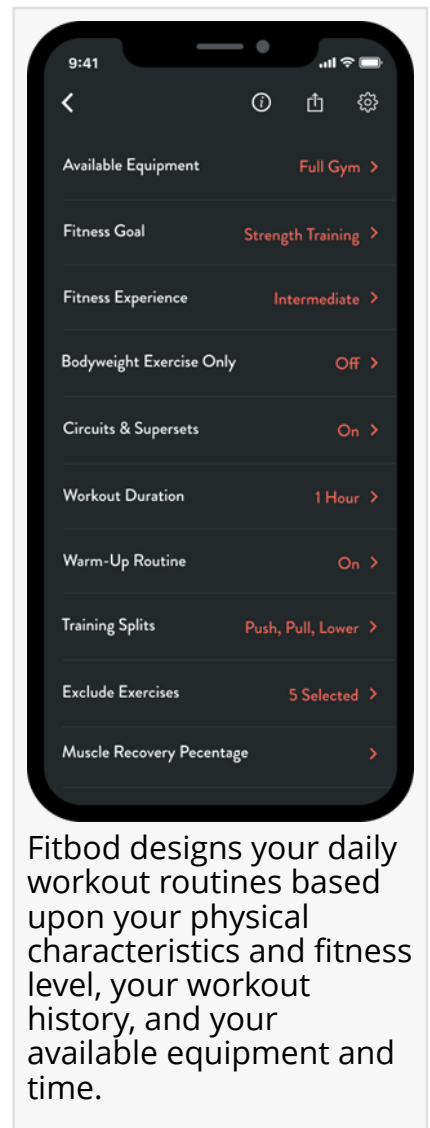 9:41
Available Equipment Full Gym >
Fitness Goal Strength Training >
Fitness Experience Intermediate >
Bodyweight Exercise Only Off >
Circuits & Supersets On >
Workout Duration 1 Hour >
Warm-Up Routine On >
Training Splits Push, Pull, Lower >
Exclude Exercises 5 Selected >
Muscle Recovery Pecentage >
Fitbod designs your daily
workout routines based
upon your physical
characteristics and fitness
level, your workout
history, and your
available equipment and
time.